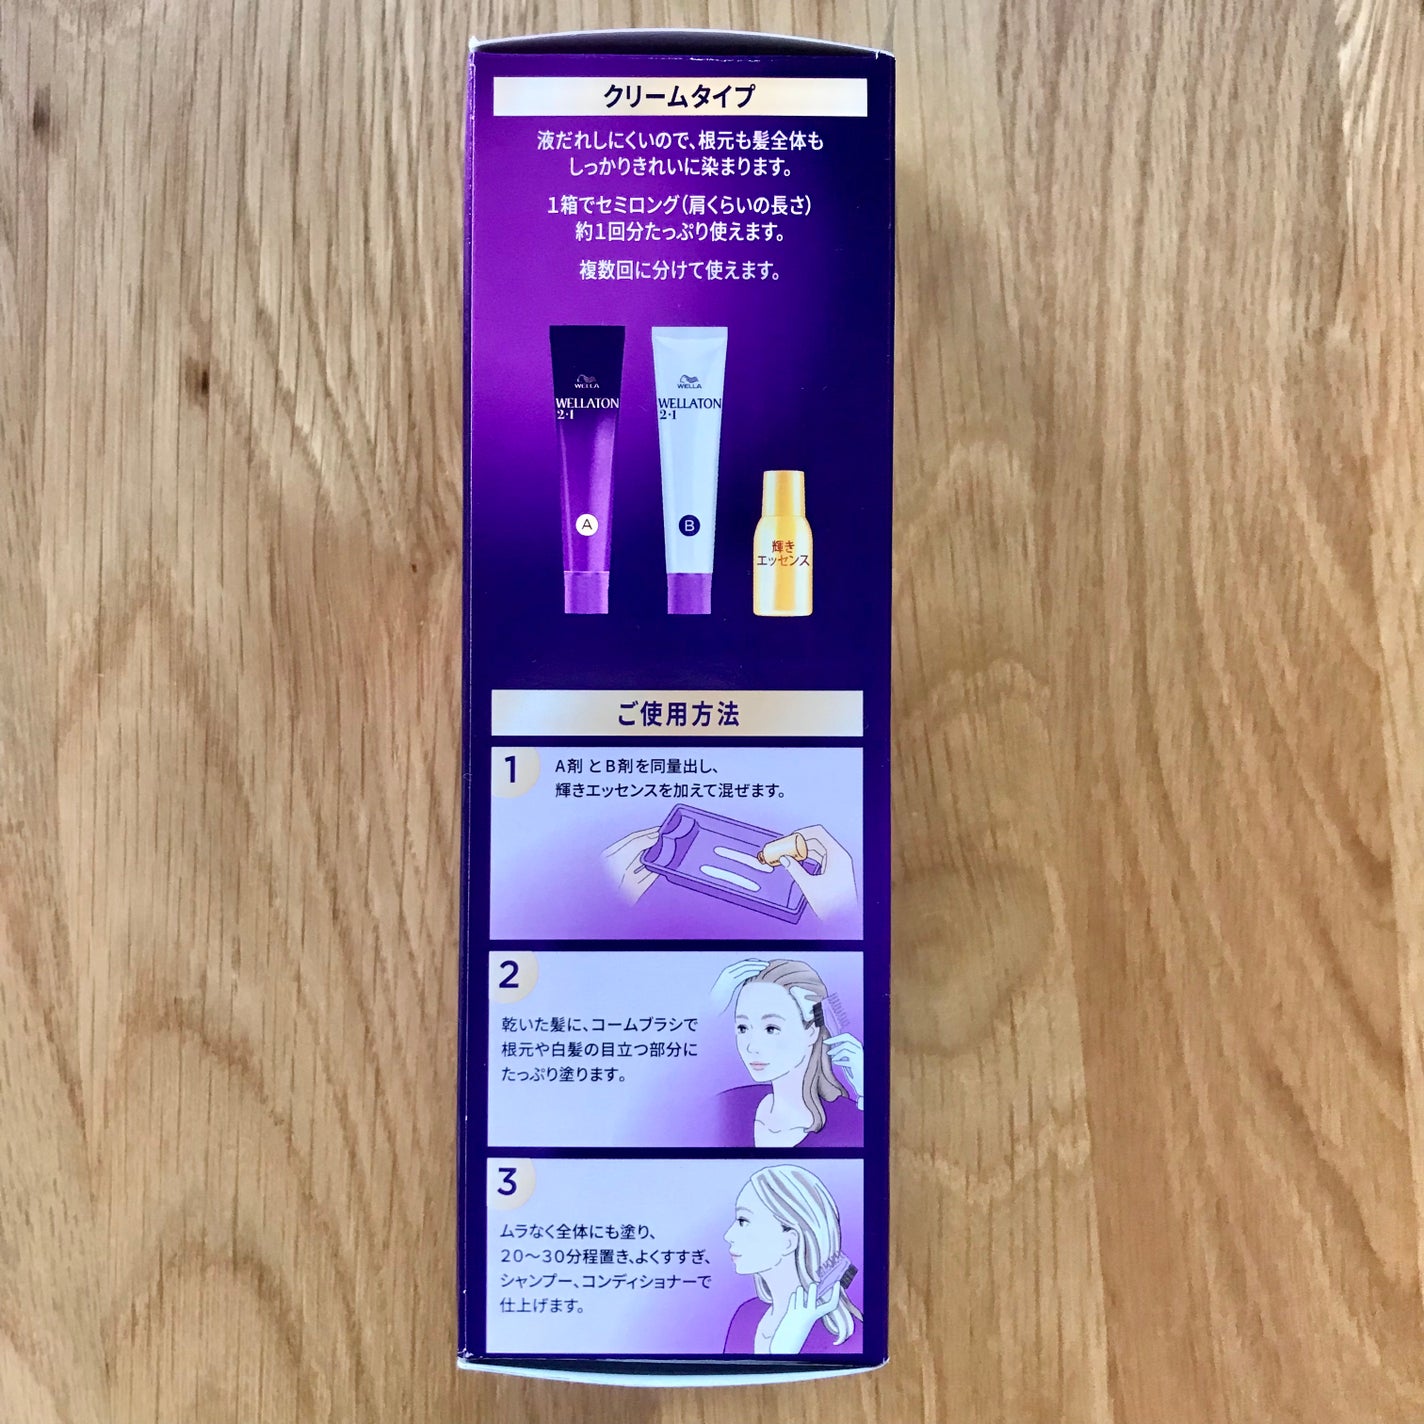 クリームタイプ
液だれしにくいので、根元も髪全体も
しっかりきれいに染まります。
1箱でセミロング(肩くらいの長さ)
約1回分たっぷり使えます。
複数回に分けて使えます。
WELLA
WELLATON
2+1
A
WELLA
WELLATON
2+1
B
輝き
エッセンス
ご使用方法
1
A剤とB剤を同量出し、
輝きエッセンスを加えて混ぜます。
2
乾いた髪に、コームブラシで
根元や白髪の目立つ部分に
たっぷり塗ります。
3
ムラなく全体にも塗り、
20～30分程置き、よくすすぎ、
シャンプー、コンディショナーで
仕上げます。